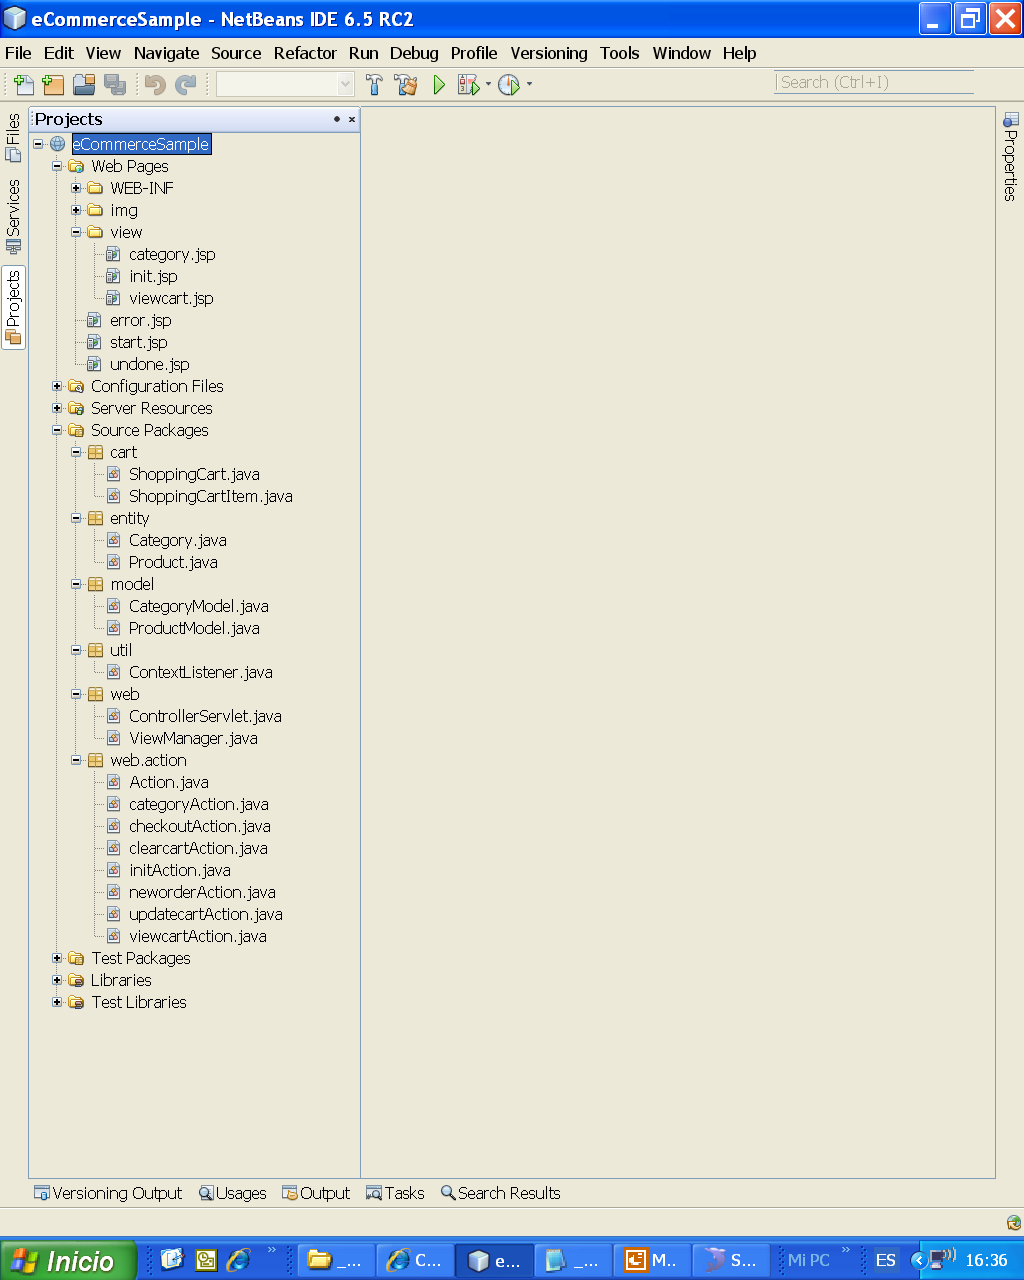 eCommerceSample - NetBeans IDE 6.5 RC2
File Edit View Navigate Source Refactor Run Debug Profile Versioning Tools Window Help
Search (Ctrl+I)
Files
Services
Projects
Projects
Properties
eCommerceSample
Web Pages
WEB-INF
img
view
category.jsp
init.jsp
viewcart.jsp
error.jsp
start.jsp
undone.jsp
Configuration Files
Server Resources
Source Packages
cart
ShoppingCart.java
ShoppingCartItem.java
entity
Category.java
Product.java
model
CategoryModel.java
ProductModel.java
util
ContextListener.java
web
ControllerServlet.java
ViewManager.java
web.action
Action.java
categoryAction.java
checkoutAction.java
clearcartAction.java
initAction.java
neworderAction.java
updatecartAction.java
viewcartAction.java
Test Packages
Libraries
Test Libraries
Versioning Output Usages Output Tasks Search Results
Inicio » _... C... e... _... M... S... Mi PC » ES 16:36